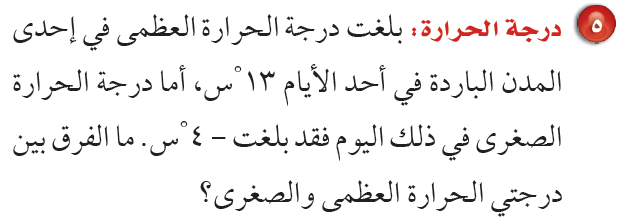 ٥ درجة الحرارة: بلغت درجة الحرارة العظمى في إحدى
المدن الباردة في أحد الأيام ١٣ °س، أما درجة الحرارة
الصغرى في ذلك اليوم فقد بلغت – ٤ °س. ما الفرق بين
درجتي الحرارة العظمى والصغرى؟